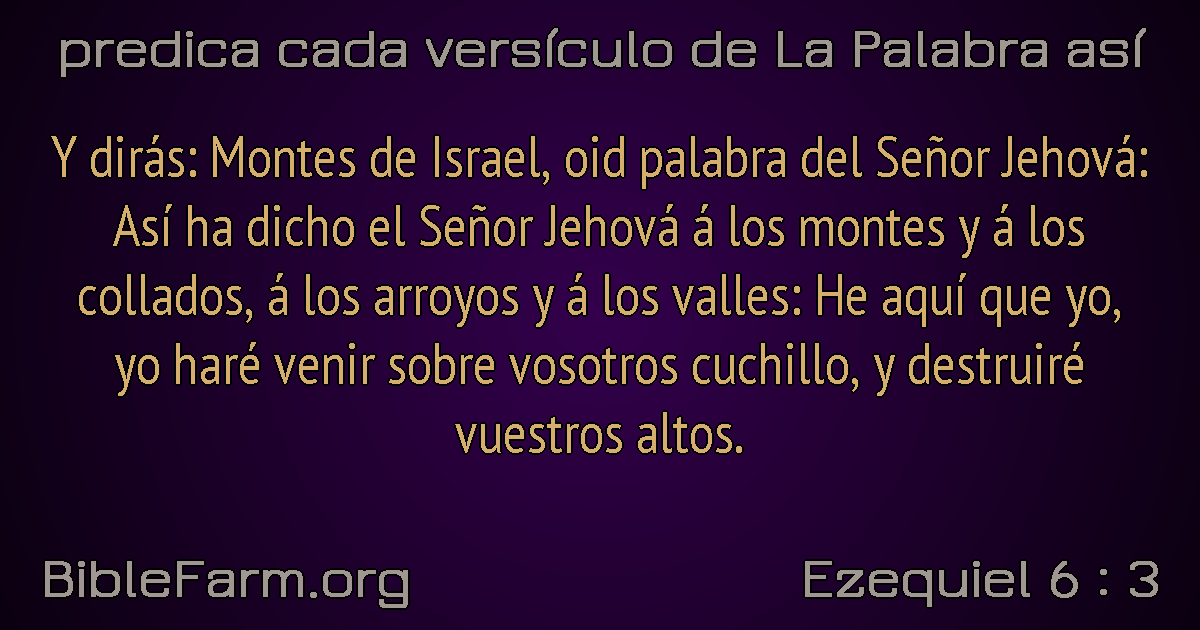 predica cada versículo de La Palabra así
Y dirás: Montes de Israel, oid palabra del Señor Jehová:
Así ha dicho el Señor Jehová á los montes y á los
collados, á los arroyos y á los valles: He aquí que yo,
yo haré venir sobre vosotros cuchillo, y destruiré
vuestros altos.
BibleFarm.org
Ezequiel 6 : 3